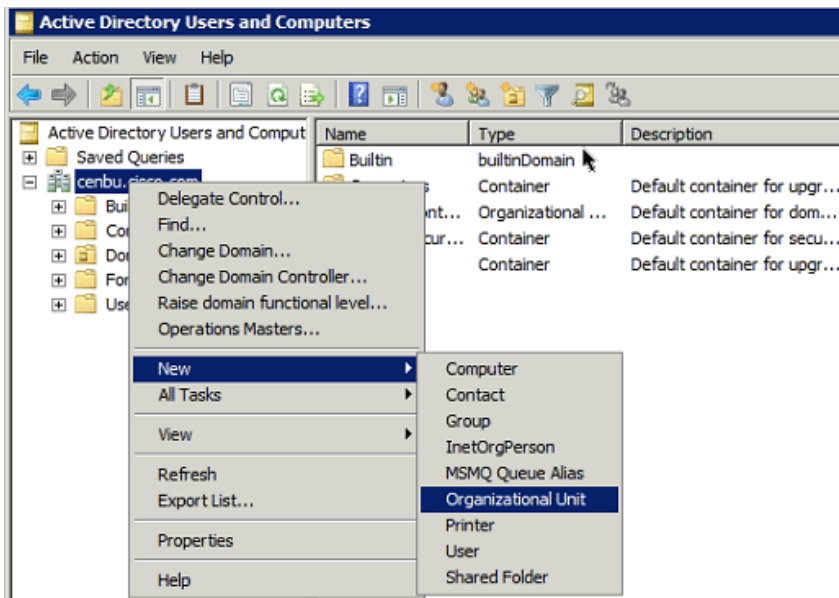 Active Directory Users and Computers
File Action View Help
Active Directory Users and Comput
Name Type Description
Saved Queries
Builtin builtinDomain
cenbu.cisco.com
Container Default container for upgr...
Organizational ... Default container for dom...
Container Default container for secu...
Container Default container for upgr...
Delegate Control...
Find...
Change Domain...
Change Domain Controller...
Raise domain functional level...
Operations Masters...
New
All Tasks
View
Refresh
Export List...
Properties
Help
Computer
Contact
Group
InetOrgPerson
MSMQ Queue Alias
Organizational Unit
Printer
User
Shared Folder